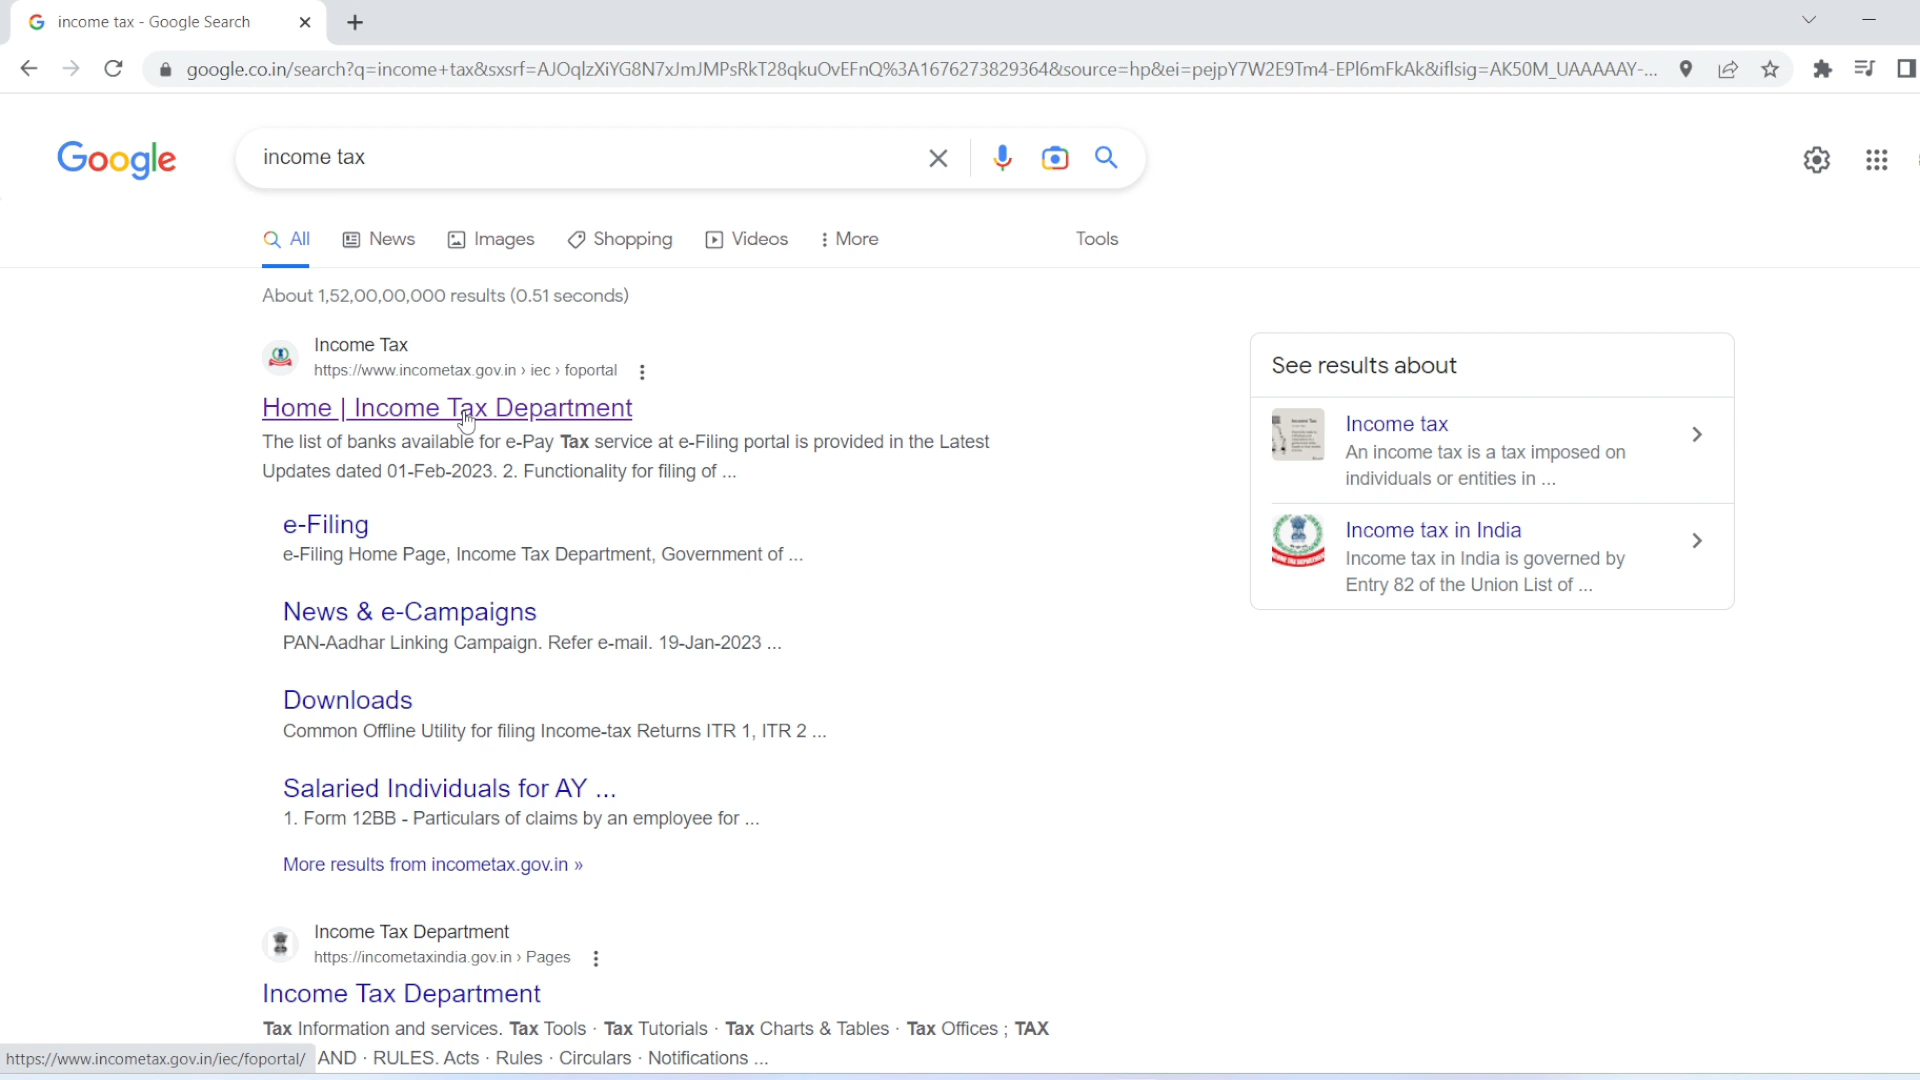 income tax - Google Search
google.co.in/search?q=income+tax&sxsrf=AJOqlzXiYG8N7xJmJMPsRkT28qkuOvEFnQ%3A1676273829364&source=hp&ei=pejpY7W2E9Tm4-EPl6mFkAk&iflsig=AK50M_UAAAAAY-...
Google
income tax
All News Images Shopping Videos More Tools
About 1,52,00,00,000 results (0.51 seconds)
Income Tax
https://www.incometax.gov.in › iec › foportal
Home | Income Tax Department
The list of banks available for e-Pay Tax service at e-Filing portal is provided in the Latest
Updates dated 01-Feb-2023. 2. Functionality for filing of ...
e-Filing
e-Filing Home Page, Income Tax Department, Government of ...
News & e-Campaigns
PAN-Aadhar Linking Campaign. Refer e-mail. 19-Jan-2023 ...
Downloads
Common Offline Utility for filing Income-tax Returns ITR 1, ITR 2 ...
Salaried Individuals for AY ...
1. Form 12BB - Particulars of claims by an employee for ...
More results from incometax.gov.in »
Income Tax Department
https://incometaxindia.gov.in › Pages
Income Tax Department
Tax Information and services. Tax Tools · Tax Tutorials · Tax Charts & Tables · Tax Offices ; TAX
AND · RULES. Acts · Rules · Circulars · Notifications ...
See results about
Income tax
An income tax is a tax imposed on
individuals or entities in ...
Income tax in India
Income tax in India is governed by
Entry 82 of the Union List of ...
https://www.incometax.gov.in/iec/foportal/